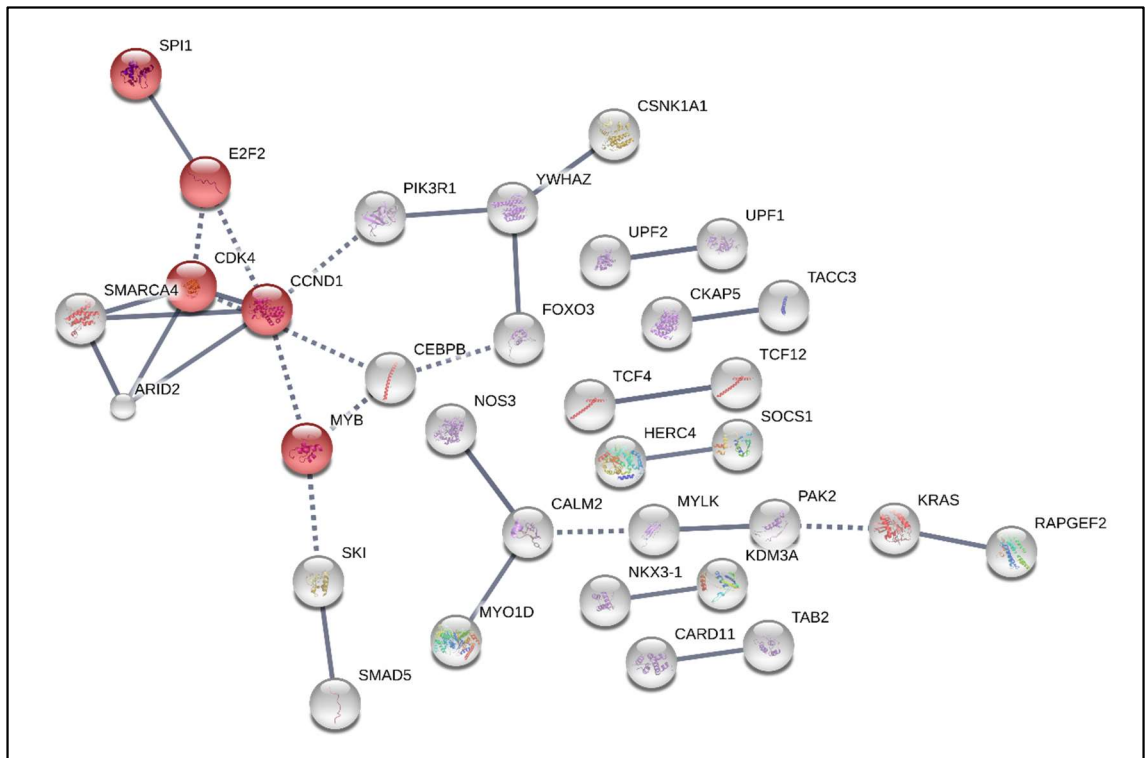 SPI1
CSNK1A1
E2F2
YWHAZ
PIK3R1
UPF1
UPF2
CDK4
CCND1
SMARCA4
TACC3
CKAP5
FOXO3
CEBPB
TCF12
TCF4
ARID2
NOS3
MYB
SOCS1
HERC4
CALM2
MYLK
PAK2
KRAS
RAPGEF2
SKI
KDM3A
NKX3-1
MYO1D
TAB2
CARD11
SMAD5